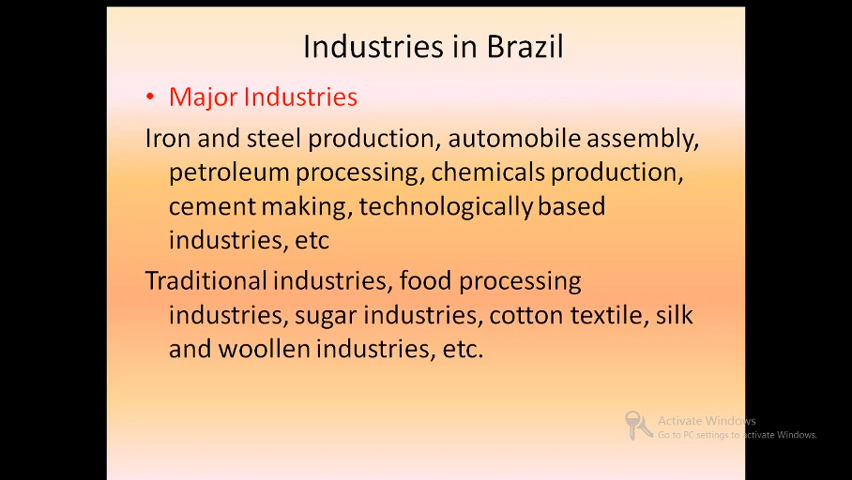 Industries in Brazil
• Major Industries
Iron and steel production, automobile assembly,
petroleum processing, chemicals production,
cement making, technologically based
industries, etc
Traditional industries, food processing
industries, sugar industries, cotton textile, silk
and woollen industries, etc.
Activate Windows
Go to PC settings to activate Windows.